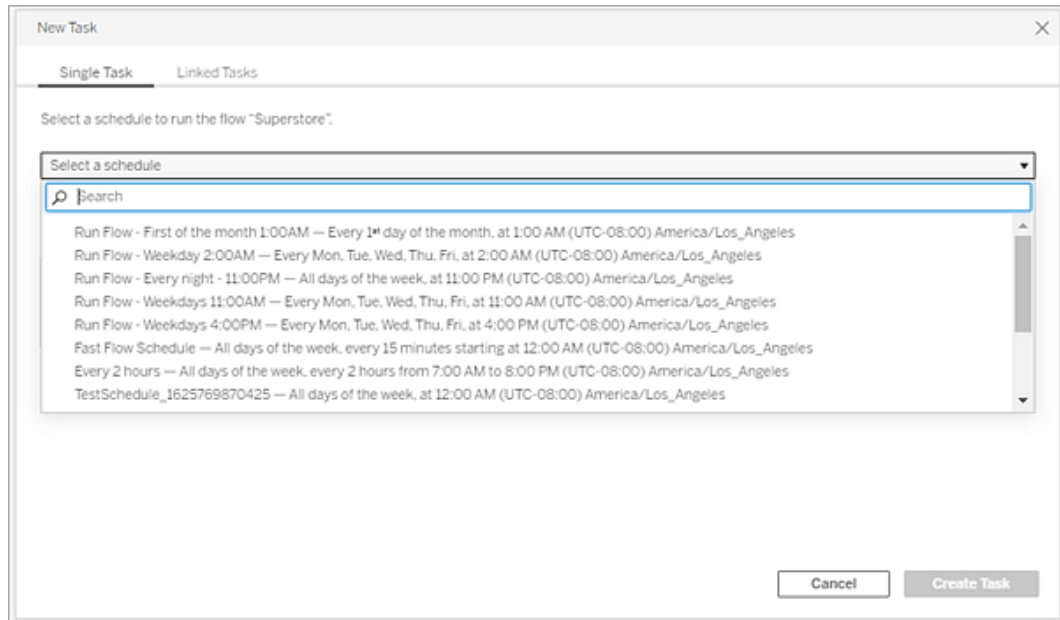 New Task
Single Task Linked Tasks
Select a schedule to run the flow "Superstore".
Select a schedule
Search
Run Flow - First of the month 1:00AM — Every 1st day of the month, at 1:00 AM (UTC-08:00) America/Los_Angeles
Run Flow - Weekday 2:00AM — Every Mon, Tue, Wed, Thu, Fri, at 2:00 AM (UTC-08:00) America/Los_Angeles
Run Flow - Every night - 11:00PM — All days of the week, at 11:00 PM (UTC-08:00) America/Los_Angeles
Run Flow - Weekdays 11:00AM — Every Mon, Tue, Wed, Thu, Fri, at 11:00 AM (UTC-08:00) America/Los_Angeles
Run Flow - Weekdays 4:00PM — Every Mon, Tue, Wed, Thu, Fri, at 4:00 PM (UTC-08:00) America/Los_Angeles
Fast Flow Schedule — All days of the week, every 15 minutes starting at 12:00 AM (UTC-08:00) America/Los_Angeles
Every 2 hours — All days of the week, every 2 hours from 7:00 AM to 8:00 PM (UTC-08:00) America/Los_Angeles
TestSchedule_1625769870425 — All days of the week, at 12:00 AM (UTC-08:00) America/Los_Angeles
Cancel Create Task